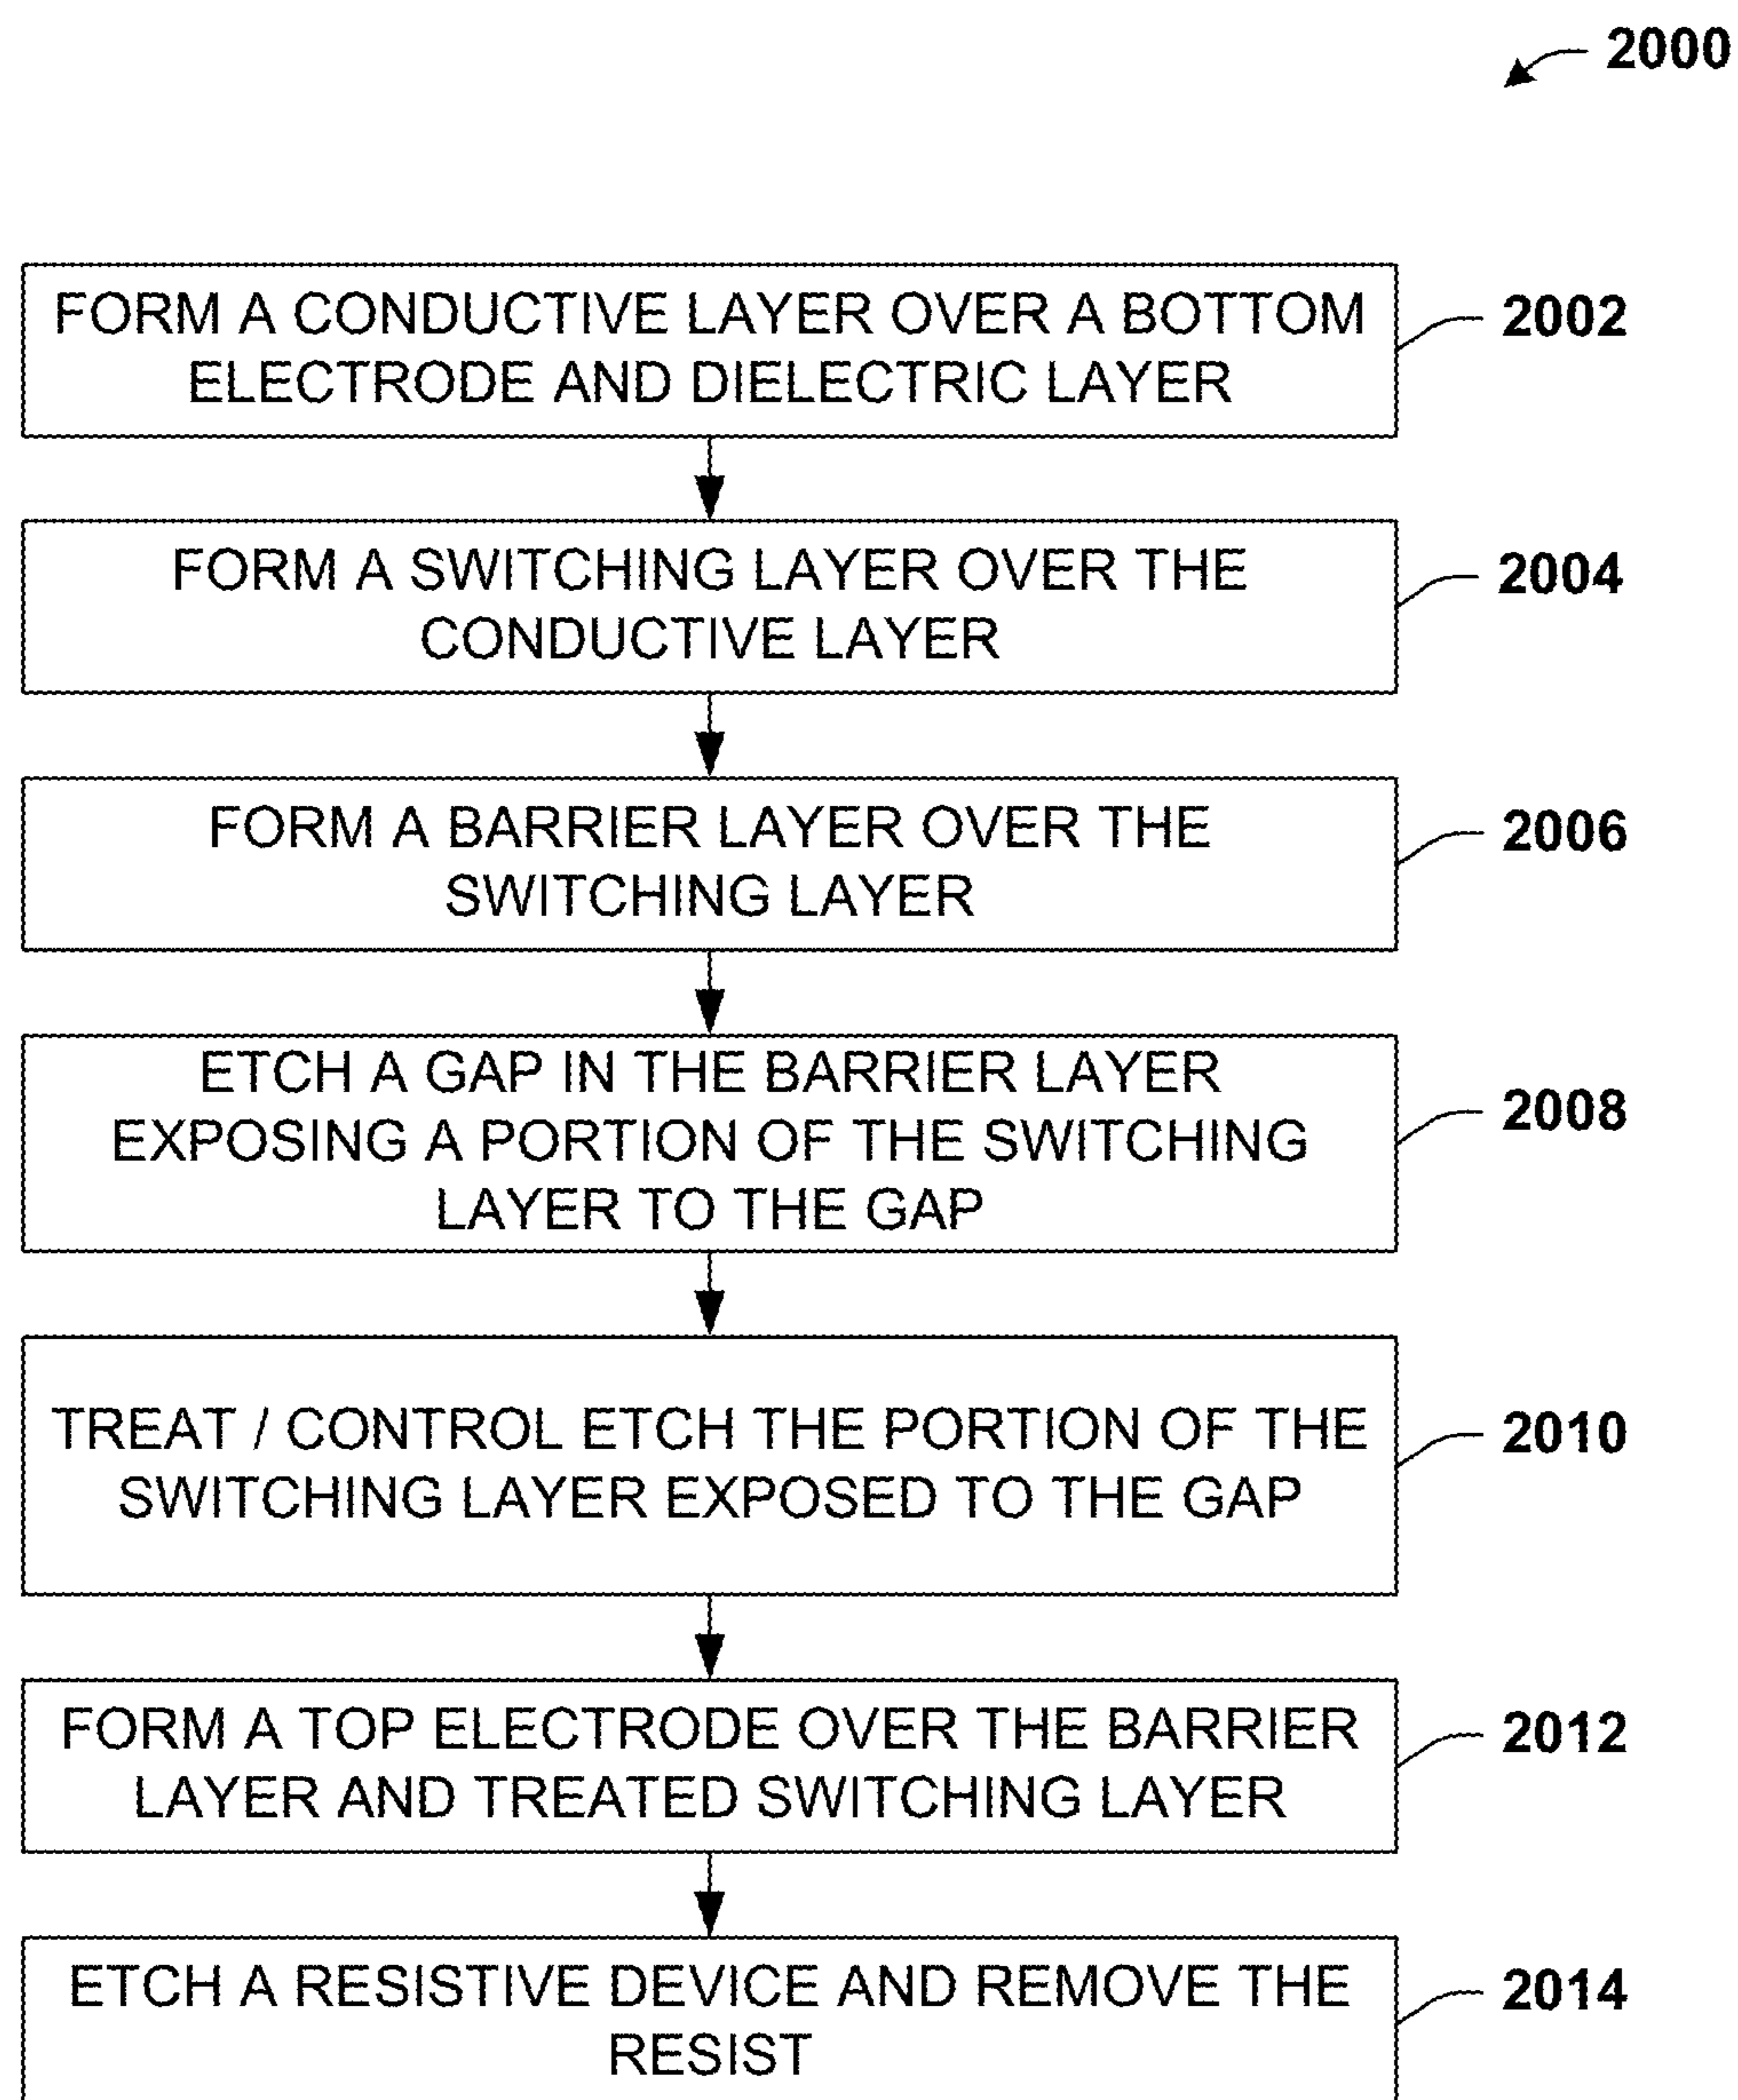 2000
FORM A CONDUCTIVE LAYER OVER A BOTTOM
ELECTRODE AND DIELECTRIC LAYER
2002
FORM A SWITCHING LAYER OVER THE
CONDUCTIVE LAYER
2004
FORM A BARRIER LAYER OVER THE
SWITCHING LAYER
2006
ETCH A GAP IN THE BARRIER LAYER
EXPOSING A PORTION OF THE SWITCHING
LAYER TO THE GAP
2008
TREAT / CONTROL ETCH THE PORTION OF THE
SWITCHING LAYER EXPOSED TO THE GAP
2010
FORM A TOP ELECTRODE OVER THE BARRIER
LAYER AND TREATED SWITCHING LAYER
2012
ETCH A RESISTIVE DEVICE AND REMOVE THE
RESIST
2014